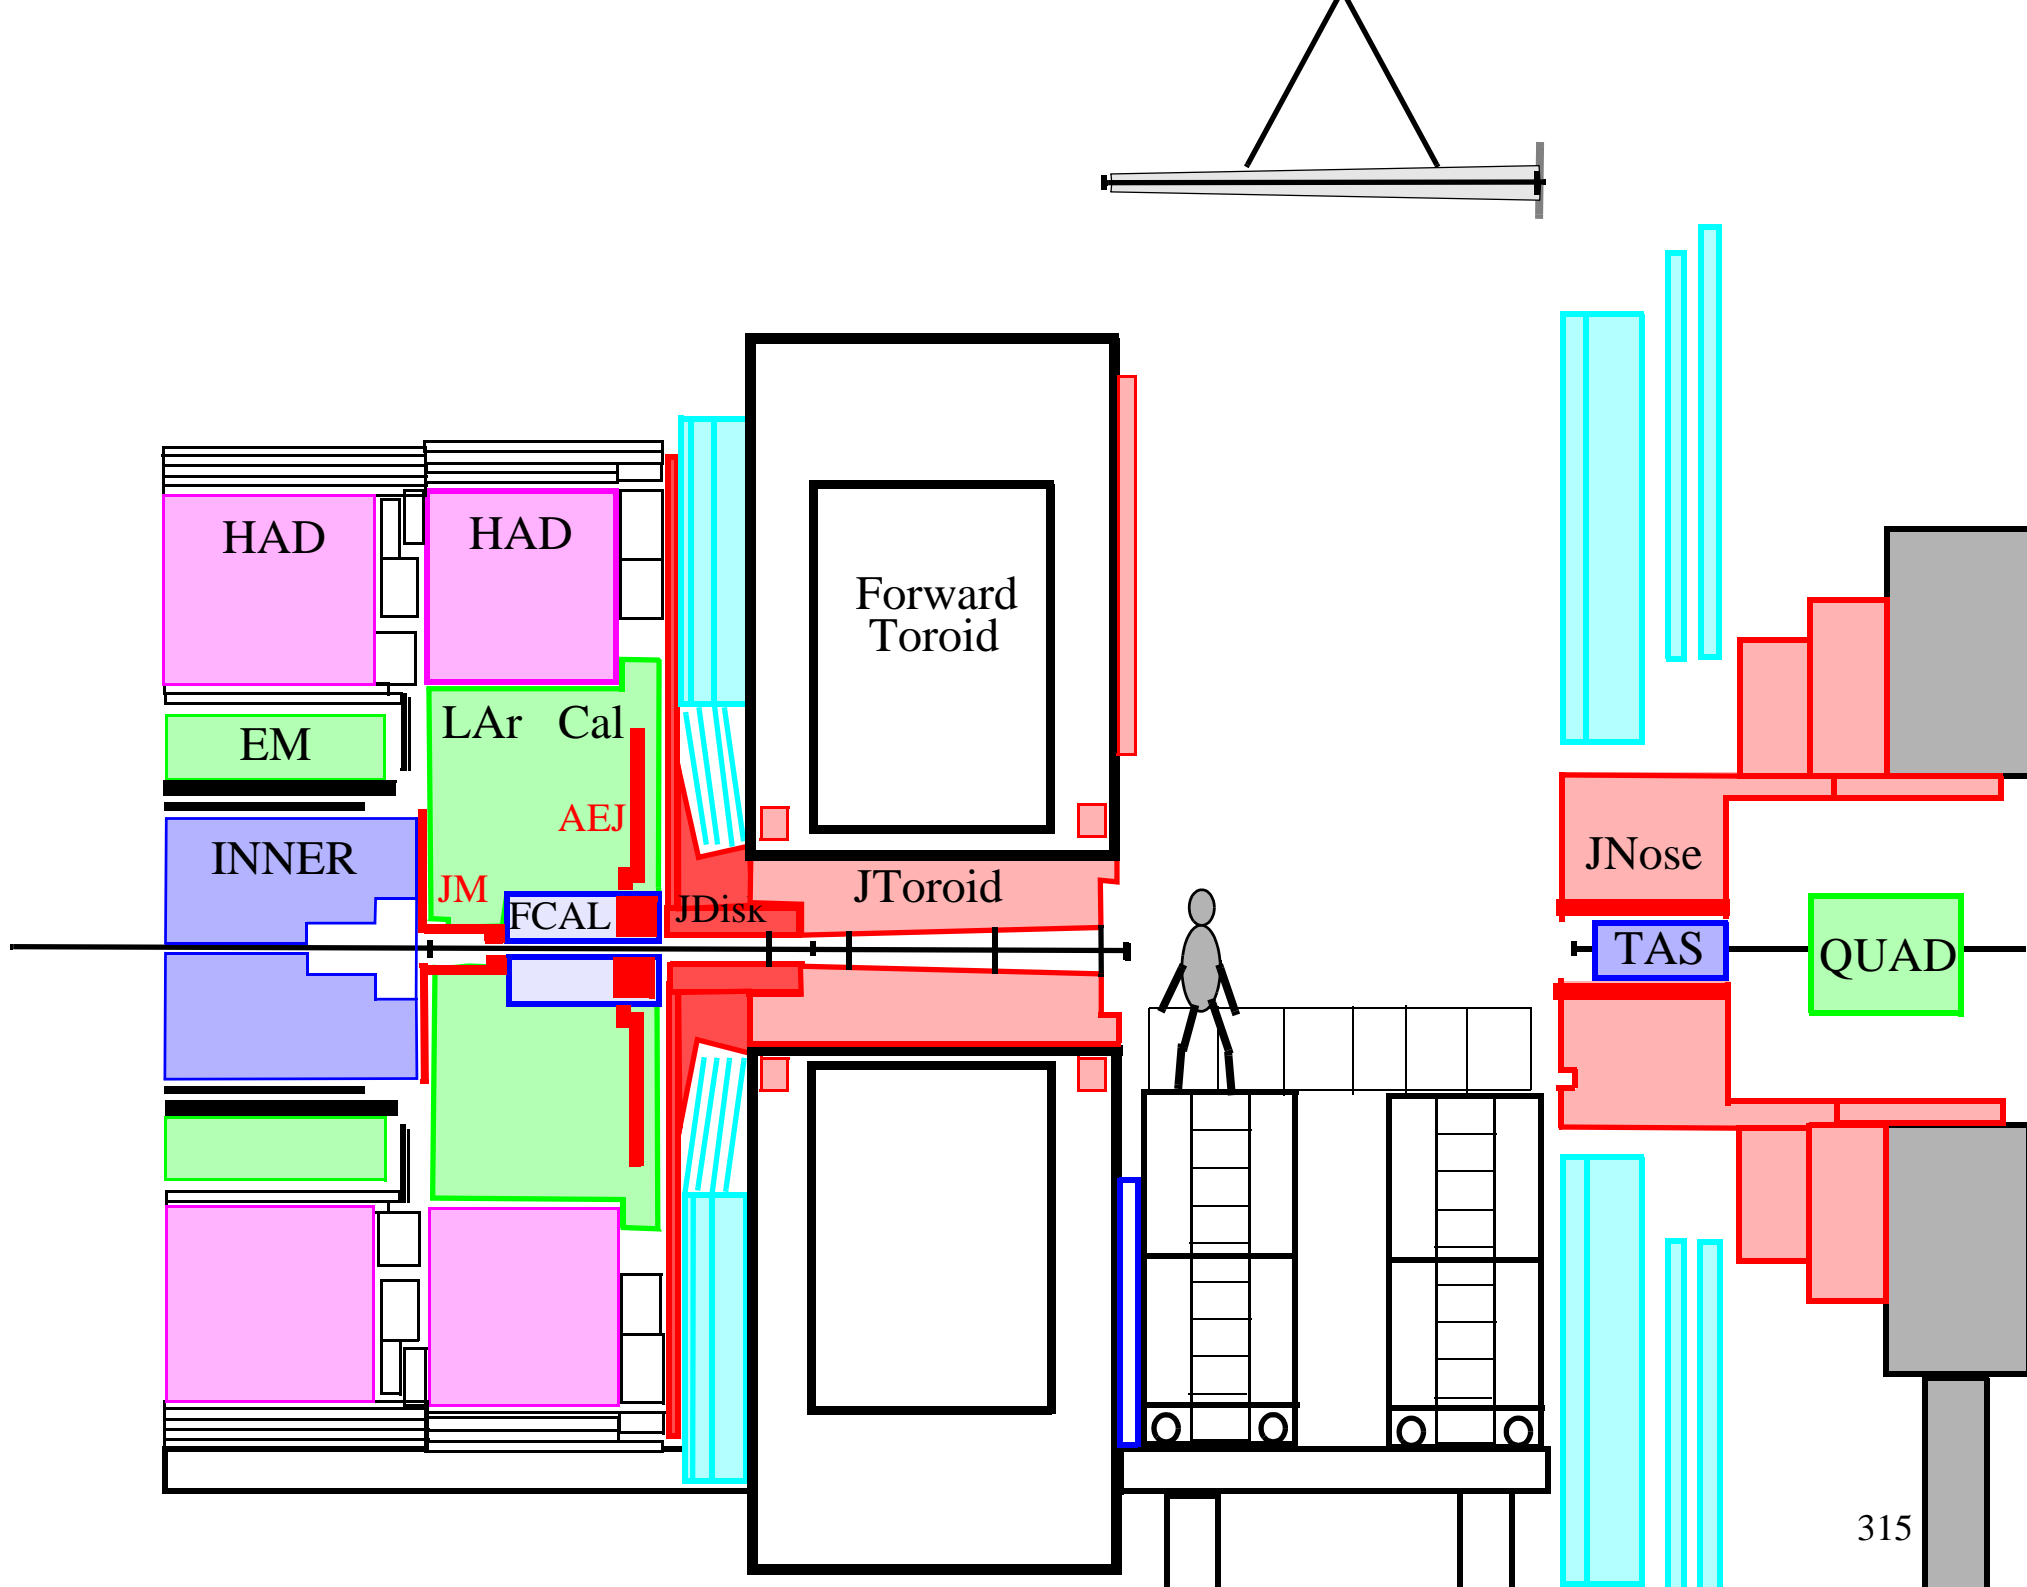 HAD
HAD
Forward
Toroid
LAr Cal
EM
AEJ
INNER
JM
FCAL
JDisk
JToroid
JNose
TAS
QUAD
315